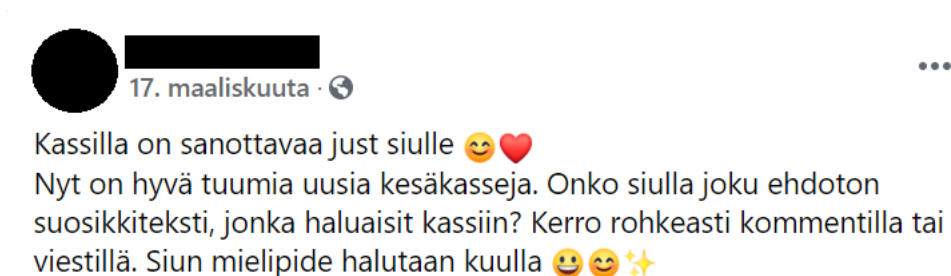 17. maaliskuuta ·
Kassilla on sanottavaa just siulle 😊❤️
Nyt on hyvä tuumia uusia kesäkasseja. Onko siulla joku ehdoton
suosikkiteksti, jonka haluaisit kassiin? Kerro rohkeasti kommentilla tai
viestillä. Siun mielipide halutaan kuulla 😃😊✨